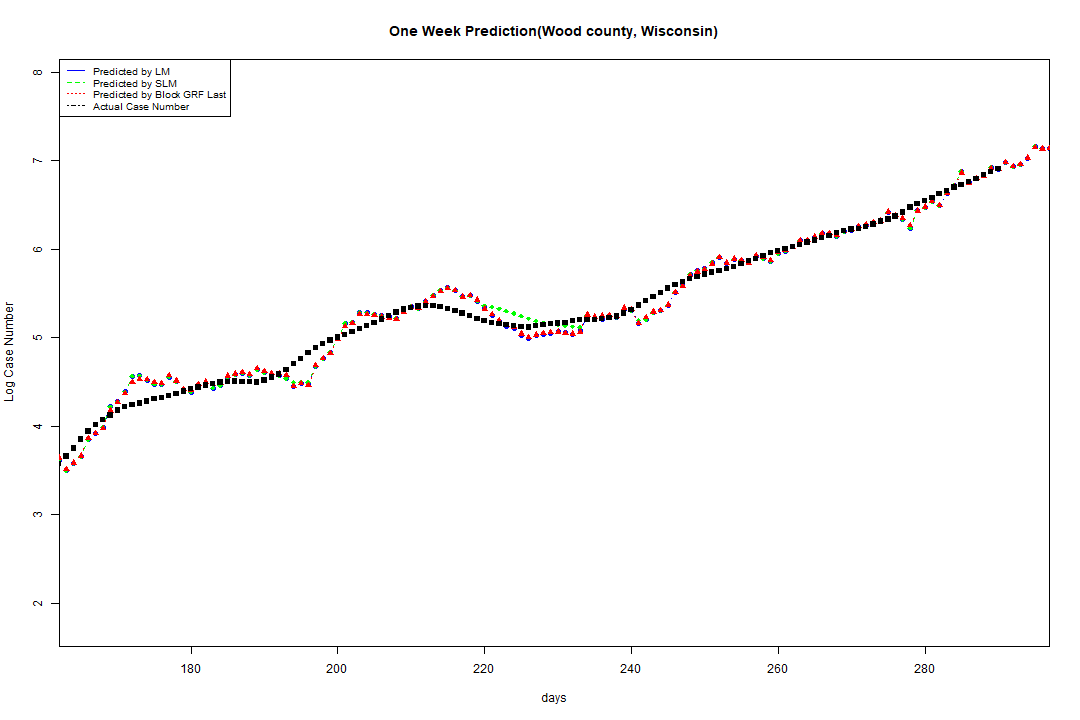 One Week Prediction(Wood county, Wisconsin)
Predicted by LM
Predicted by SLM
Predicted by Block GRF Last
Actual Case Number
8
7
6
5
4
3
2
Log Case Number
180 200 220 240 260 280
days